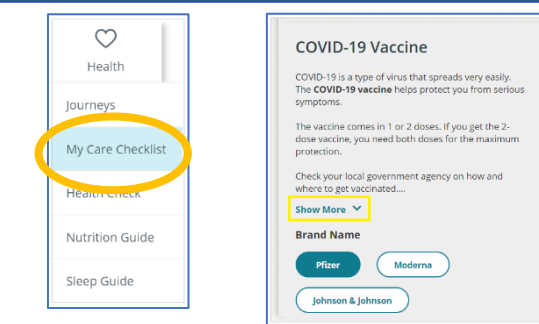 Health
Journeys
My Care Checklist
Health Check
Nutrition Guide
Sleep Guide
COVID-19 Vaccine
COVID-19 is a type of virus that spreads very easily.
The COVID-19 vaccine helps protect you from serious
symptoms.
The vaccine comes in 1 or 2 doses. If you get the 2-
dose vaccine, you need both doses for the maximum
protection.
Check your local government agency on how and
where to get vaccinated....
Show More
Brand Name
Pfizer
Moderna
Johnson & Johnson